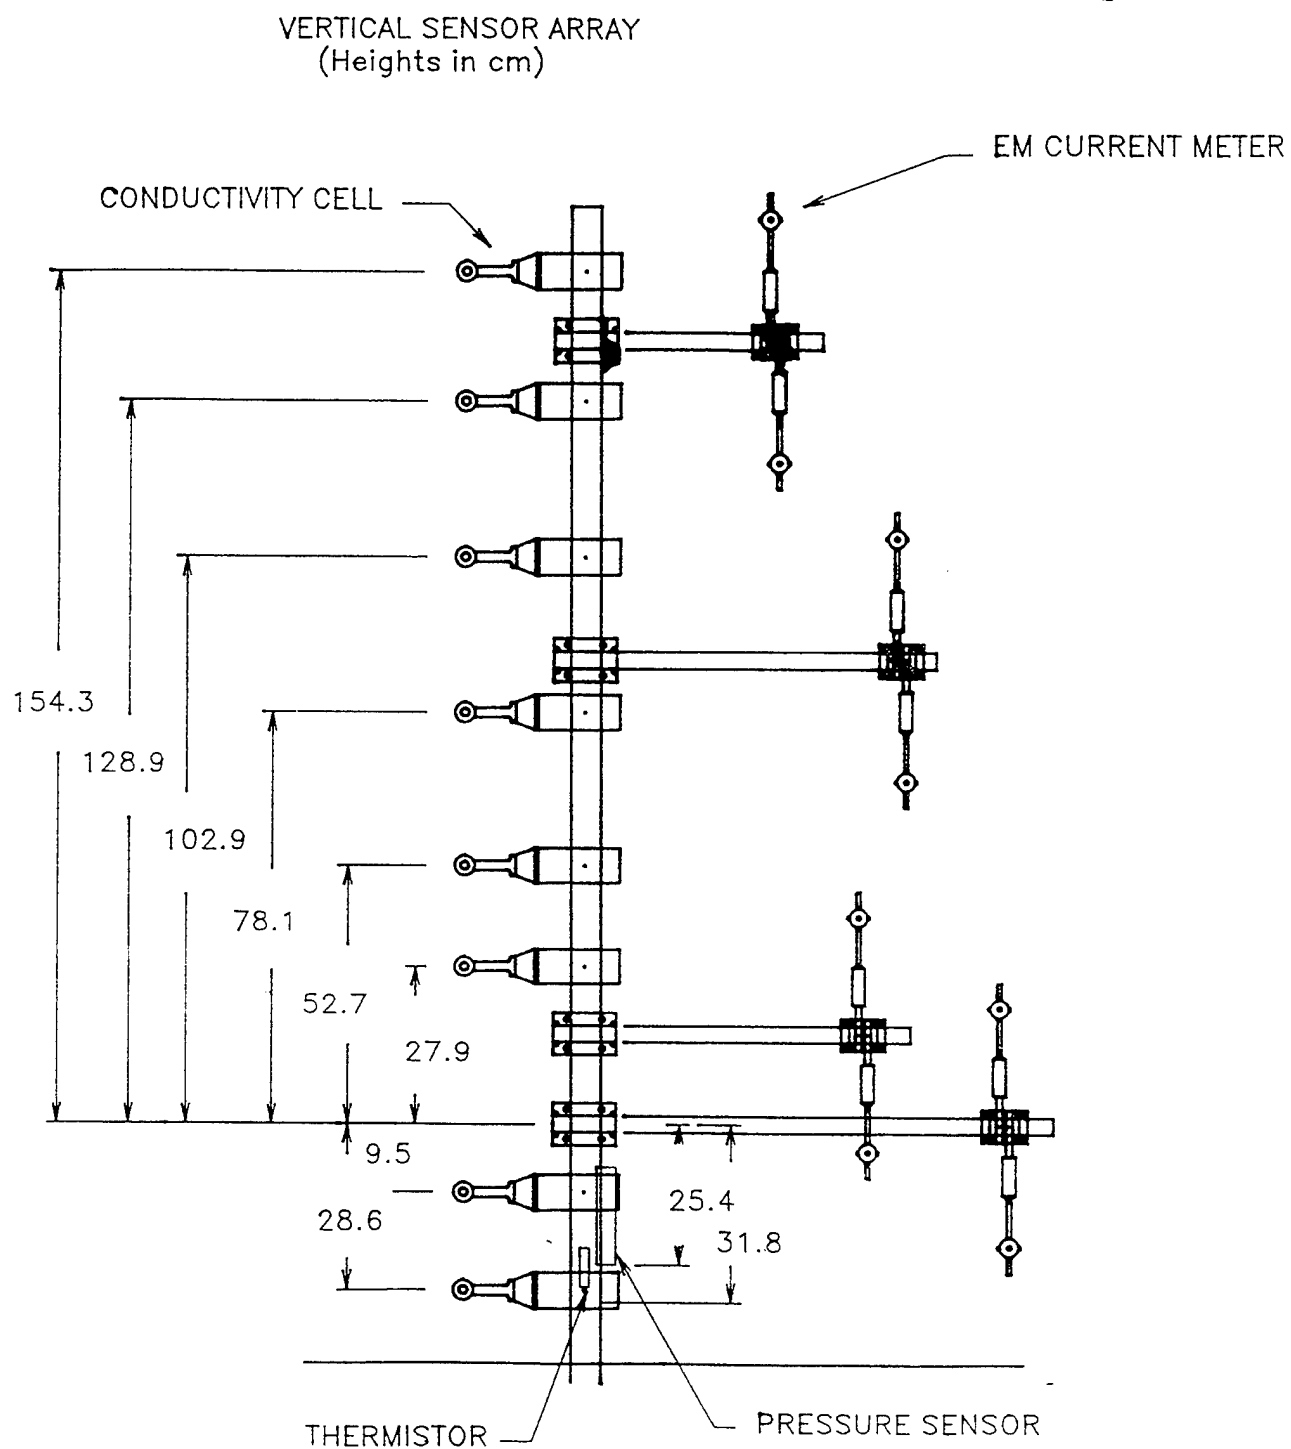 VERTICAL SENSOR ARRAY
(Heights in cm)
EM CURRENT METER
CONDUCTIVITY CELL
154.3
128.9
102.9
78.1
52.7
27.9
9.5
28.6
25.4
31.8
THERMISTOR
PRESSURE SENSOR